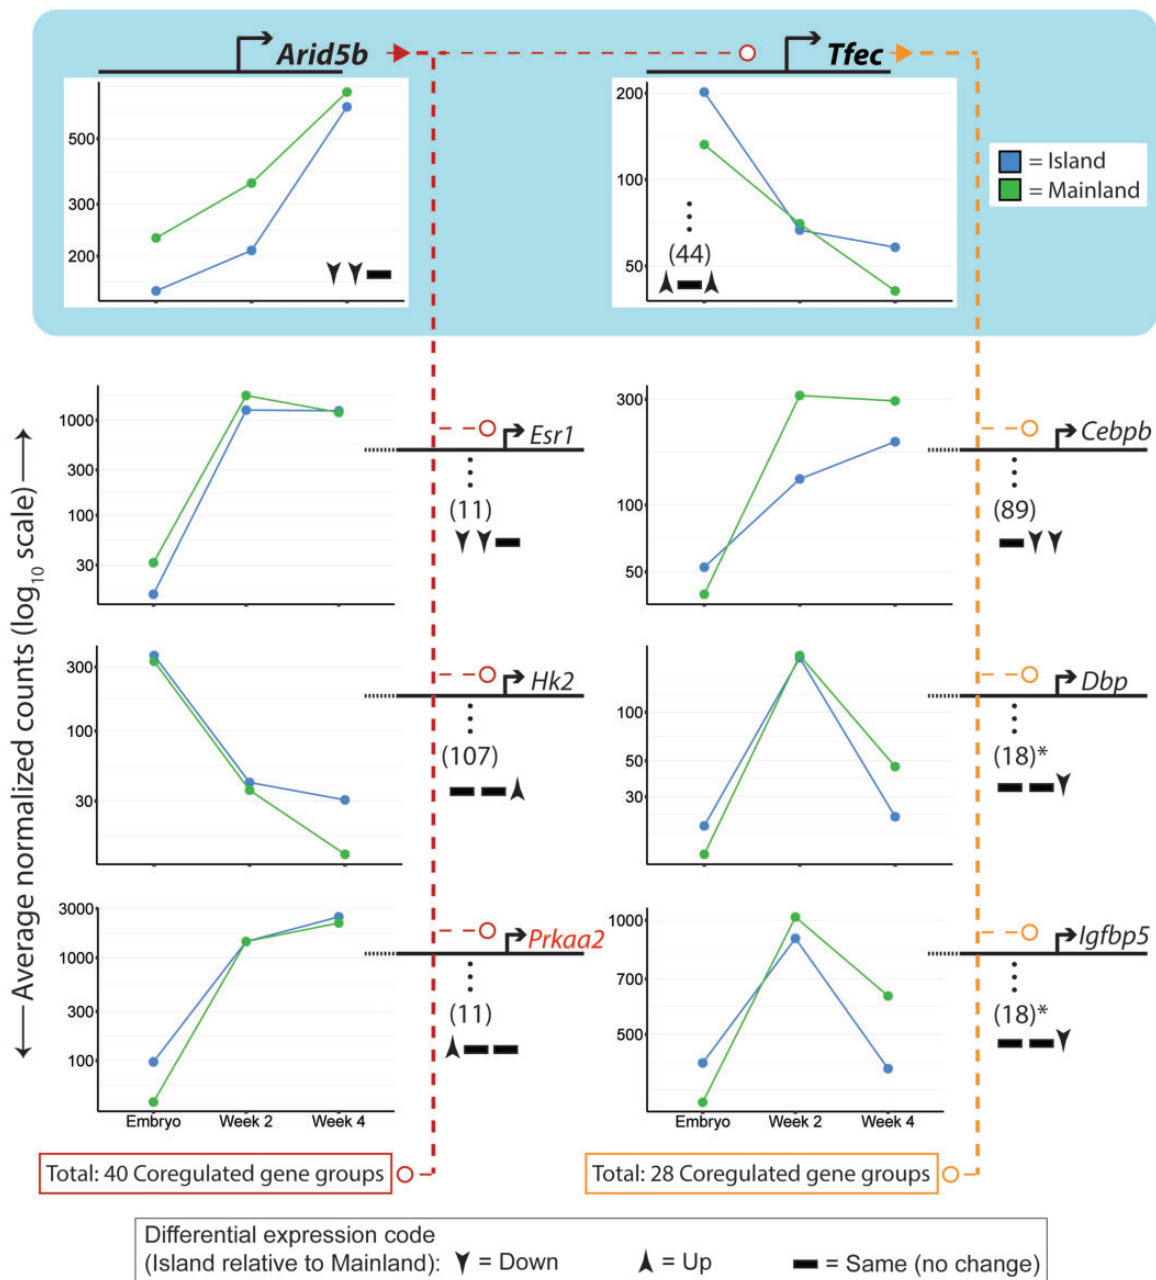 Arid5b
Tfec
500
300
200
200
100
50
(44)
= Island
= Mainland
Average normalized counts (log10 scale)
1000
300
100
30
Esr1
(11)
300
100
50
Cebpb
(89)
300
100
30
Hk2
(107)
100
50
30
Dbp
(18)*
3000
1000
300
100
Embryo Week 2 Week 4
Prkaa2
(11)
1000
700
500
Embryo Week 2 Week 4
Igfbp5
(18)*
Total: 40 Coregulated gene groups
Total: 28 Coregulated gene groups
Differential expression code
(Island relative to Mainland): = Down = Up = Same (no change)